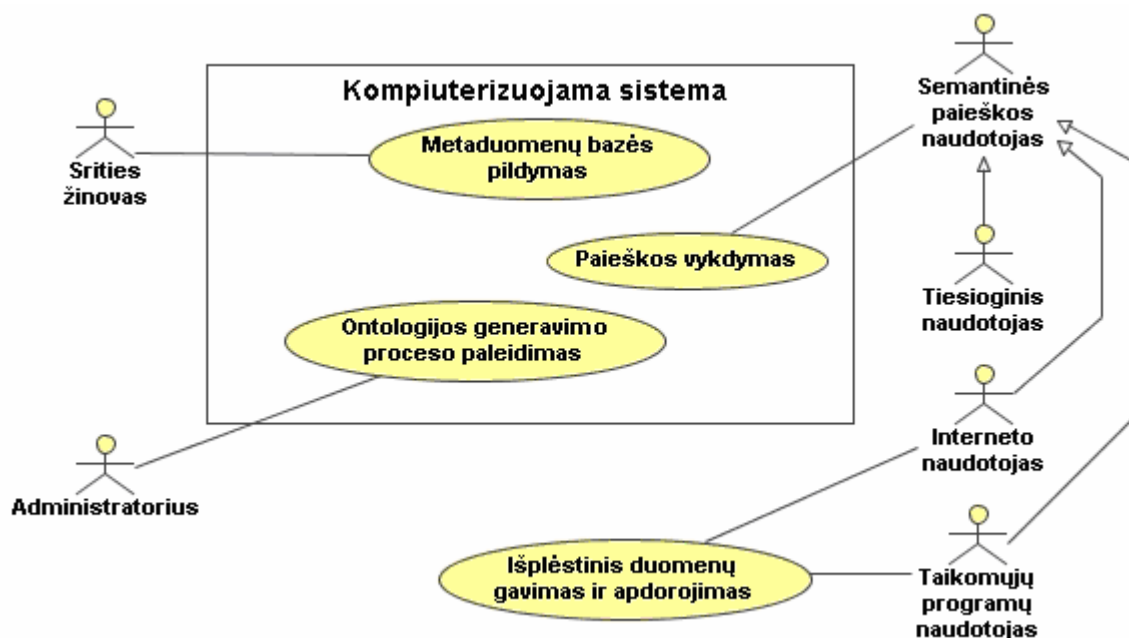 Semantinės
paieškos
naudotojas
Kompiuterizuojama sistema
Srities
žinovas
Metaduomenų bazės
pildymas
Paieškos vykdymas
Tiesioginis
naudotojas
Ontologijos generavimo
proceso paleidimas
Interneto
naudotojas
Administratorius
Išplėstinis duomenų
gavimas ir apdorojimas
Taikomųjų
programų
naudotojas